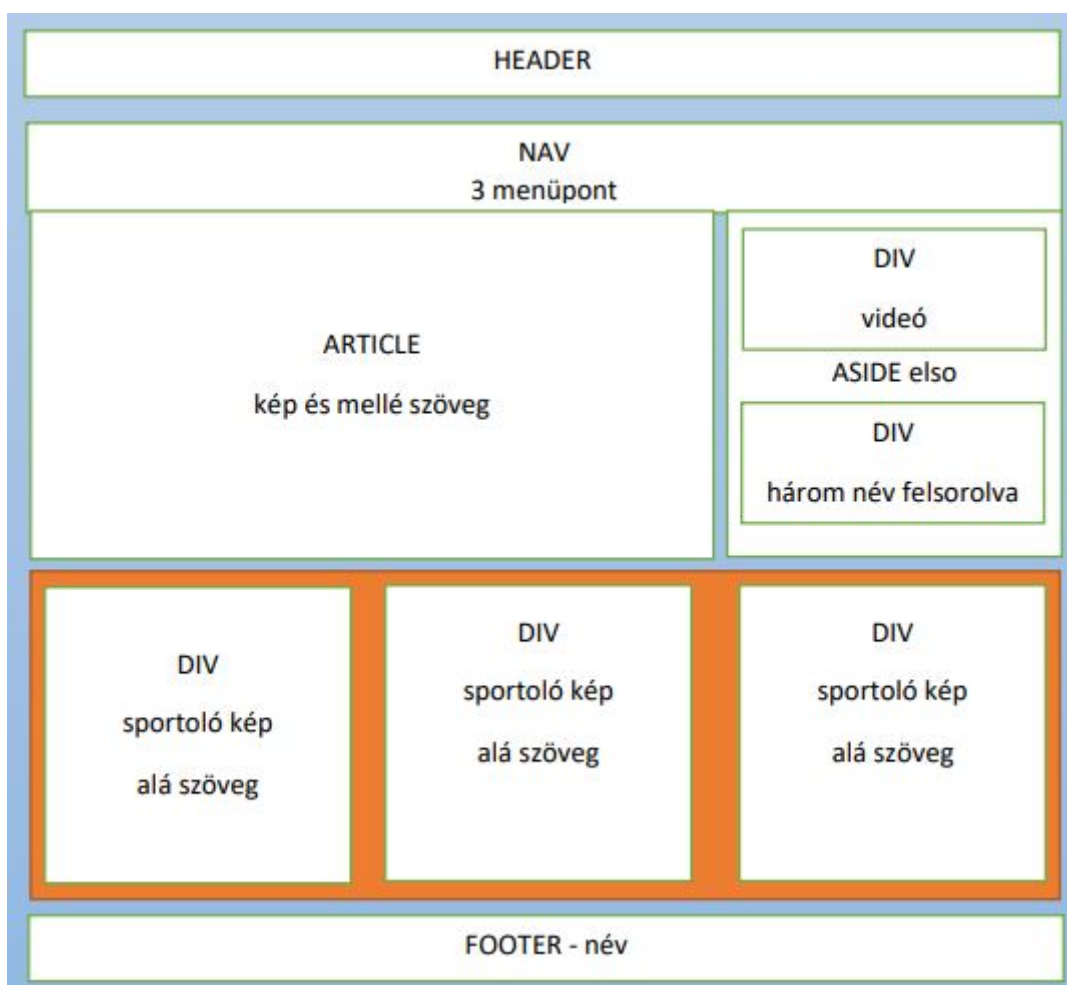 HEADER
NAV
3 menüpont
ARTICLE
kép és mellé szöveg
DIV
videó
ASIDE elso
DIV
három név felsorolva
DIV
sportoló kép
alá szöveg
DIV
sportoló kép
alá szöveg
DIV
sportoló kép
alá szöveg
FOOTER - név